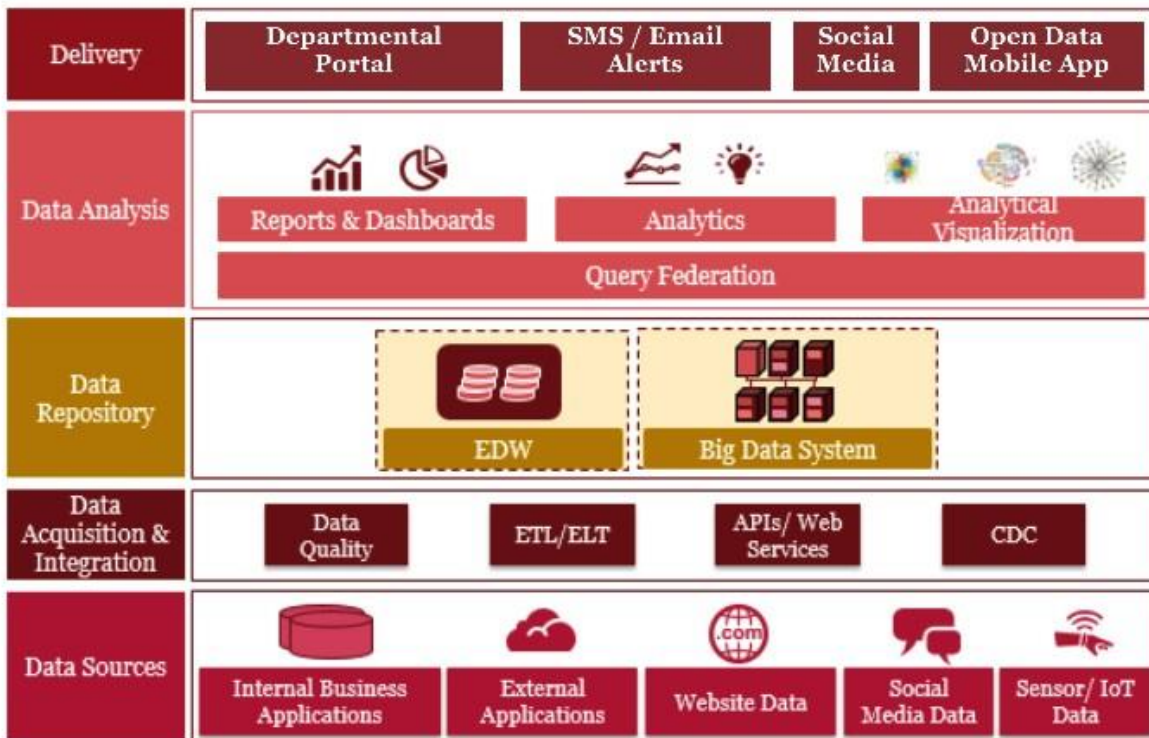 Delivery
Departmental
Portal
SMS / Email
Alerts
Social
Media
Open Data
Mobile App
Data Analysis
Reports & Dashboards
Analytics
Analytical
Visualization
Query Federation
Data
Repository
EDW
Big Data System
Data
Acquisition &
Integration
Data
Quality
ETL/ELT
APIs/ Web
Services
CDC
Data Sources
.com
Internal Business
Applications
External
Applications
Website Data
Social
Media Data
Sensor/ IoT
Data